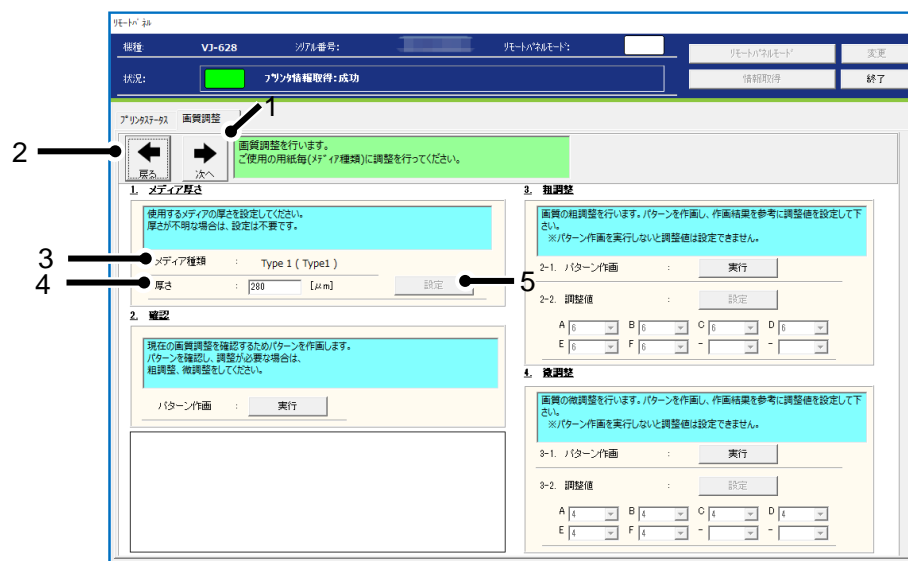 ﾘﾓｰﾄﾊﾟﾈﾙ
機種: VJ-628 ｼﾘｱﾙ番号: ﾘﾓｰﾄﾊﾟﾈﾙﾓｰﾄﾞ: ﾘﾓｰﾄﾊﾟﾈﾙﾓｰﾄﾞ 変更
状況: ﾌﾟﾘﾝﾀ情報取得:成功 情報取得 終了
ﾌﾟﾘﾝﾀｽﾃｰﾀｽ 画質調整 1
2
戻る 次へ
画質調整を行います。
ご使用の用紙毎(ﾒﾃﾞｨｱ種類)に調整を行ってください。
1. メディア厚さ
使用するメディアの厚さを設定してください。
厚さが不明な場合は、設定は不要です。
3 メディア種類 : Type 1 ( Type1 )
4 厚さ : 280 [μm] 設定 5
2. 確認
現在の画質調整を確認するためパターンを作画します。
パターンを確認し、調整が必要な場合は、
粗調整、微調整をしてください。
パターン作画 : 実行
3. 粗調整
画質の粗調整を行います。パターンを作画し、作画結果を参考に調整値を設定して下
さい。
※パターン作画を実行しないと調整値は設定できません。
2-1. パターン作画 : 実行
2-2. 調整値 : 設定
A 6 B 6 C 6 D 6
E 6 F 6 - -
4. 微調整
画質の微調整を行います。パターンを作画し、作画結果を参考に調整値を設定して下
さい。
※パターン作画を実行しないと調整値は設定できません。
3-1. パターン作画 : 実行
3-2. 調整値 : 設定
A 4 B 4 C 4 D 4
E 4 F 4 - -